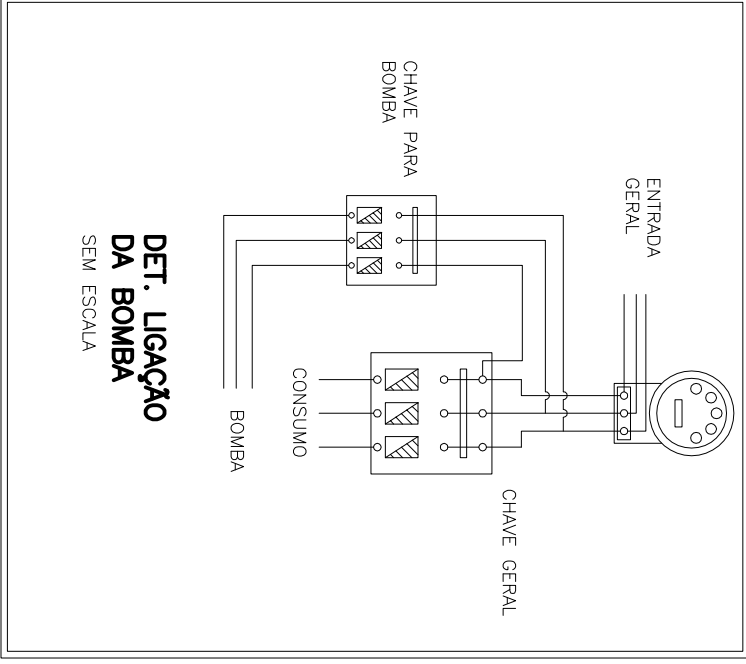 ENTRADA
GERAL
CHAVE PARA
BOMBA
CHAVE GERAL
CONSUMO
BOMBA
DET. LIGAÇÃO
DA BOMBA
SEM ESCALA